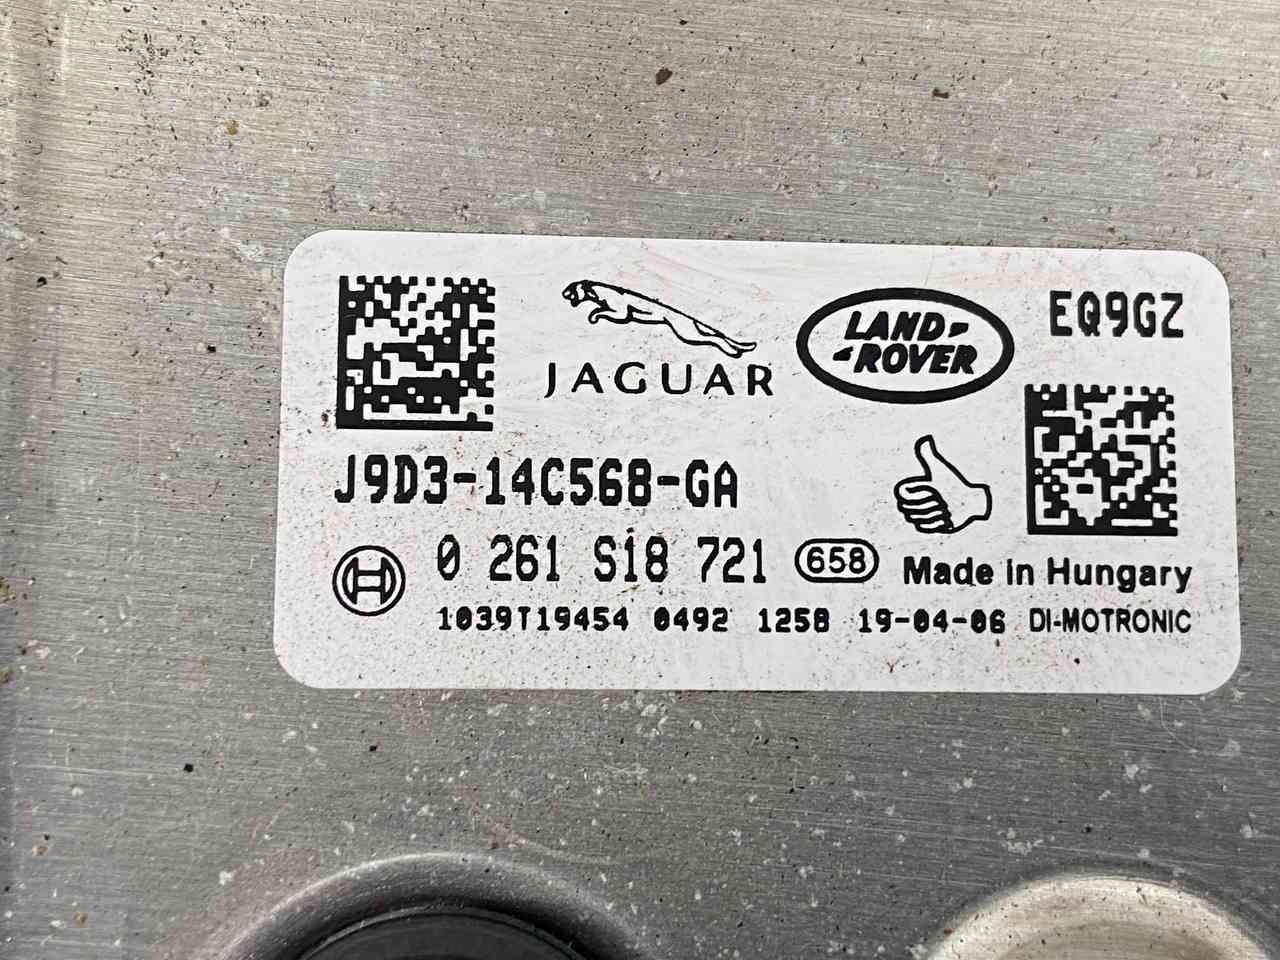 JAGUAR
LAND-
-ROVER
EQ9GZ
J9D3-14C568-GA
0 261 S18 721 658 Made in Hungary
1039T19454 0492 1258 19-04-06 DI-MOTRONIC